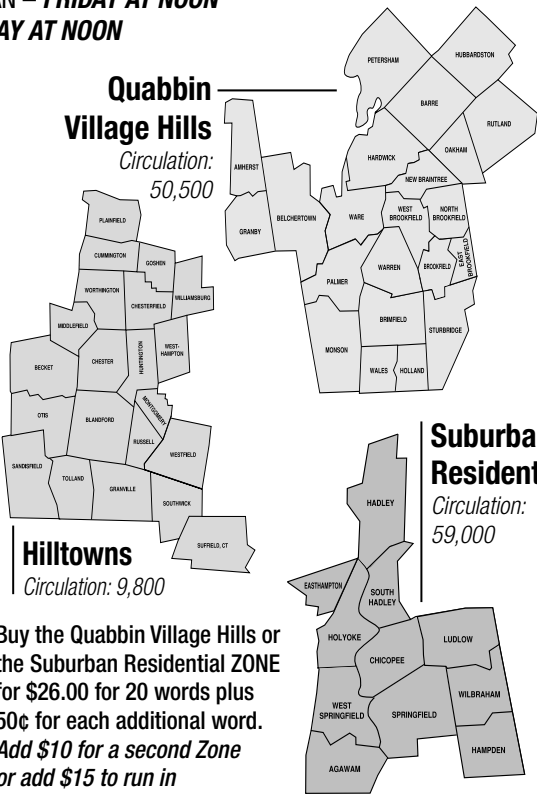 AN – FRIDAY AT NOON
AY AT NOON
Quabbin
Village Hills
Circulation:
50,500
PETERSHAM
HUBBARDSTON
BARRE
RUTLAND
HARDWICK
OAKHAM
NEW BRAINTREE
AMHERST
BELCHERTOWN
WARE
WEST
BROOKFIELD
NORTH
BROOKFIELD
GRANBY
PALMER
WARREN
BROOKFIELD
EAST
BROOKFIELD
BRIMFIELD
STURBRIDGE
MONSON
WALES
HOLLAND
PLAINFIELD
CUMMINGTON
GOSHEN
WORTHINGTON
CHESTERFIELD
WILLIAMSBURG
MIDDLEFIELD
CHESTER
HUNTINGTON
WEST-
HAMPTON
BECKET
MONTGOMERY
OTIS
BLANDFORD
RUSSELL
WESTFIELD
SANDISFIELD
TOLLAND
GRANVILLE
SOUTHWICK
SUFFIELD, CT
Hilltowns
Circulation: 9,800
Suburba
Resident
Circulation:
59,000
HADLEY
EASTHAMPTON
SOUTH
HADLEY
HOLYOKE
LUDLOW
CHICOPEE
WEST
SPRINGFIELD
SPRINGFIELD
WILBRAHAM
HAMPDEN
AGAWAM
Buy the Quabbin Village Hills or
the Suburban Residential ZONE
for $26.00 for 20 words plus
50¢ for each additional word.
Add $10 for a second Zone
or add $15 to run in